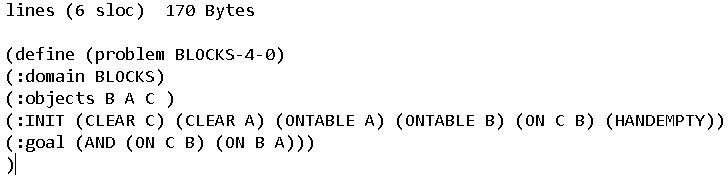 lines (6 sloc)  170 Bytes
(define (problem BLOCKS-4-0)
(:domain BLOCKS)
(:objects B A C )
(:INIT (CLEAR C) (CLEAR A) (ONTABLE A) (ONTABLE B) (ON C B) (HANDEMPTY))
(:goal (AND (ON C B) (ON B A)))
)